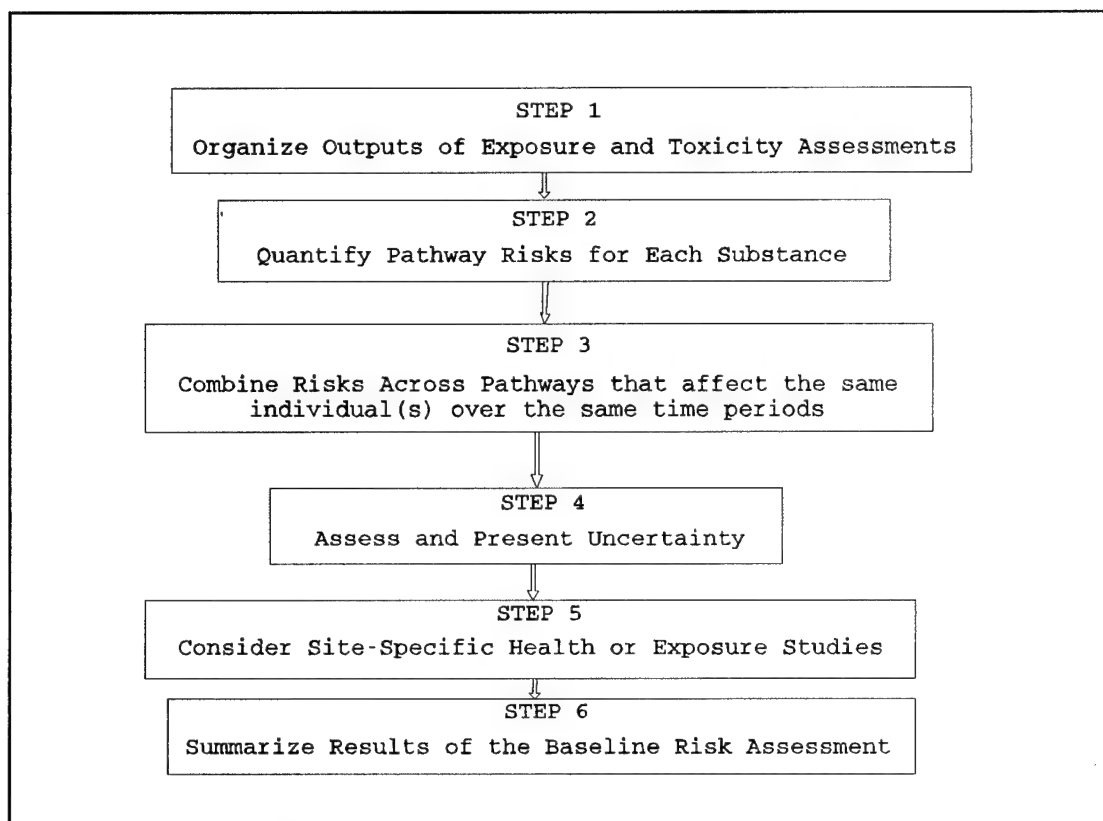 STEP 1
Organize Outputs of Exposure and Toxicity Assessments
STEP 2
Quantify Pathway Risks for Each Substance
STEP 3
Combine Risks Across Pathways that affect the same
individual(s) over the same time periods
STEP 4
Assess and Present Uncertainty
STEP 5
Consider Site-Specific Health or Exposure Studies
STEP 6
Summarize Results of the Baseline Risk Assessment